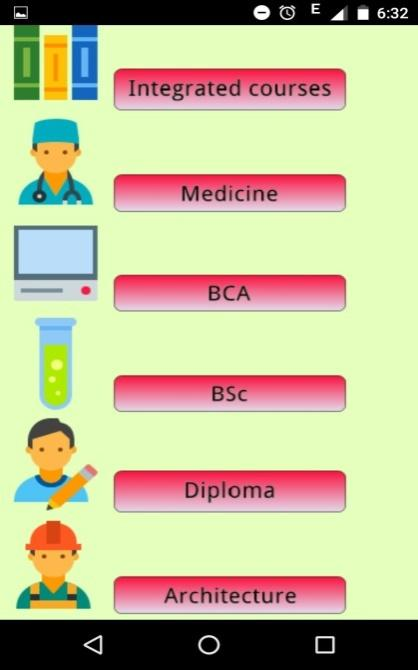 E 6:32
Integrated courses
Medicine
BCA
BSc
Diploma
Architecture